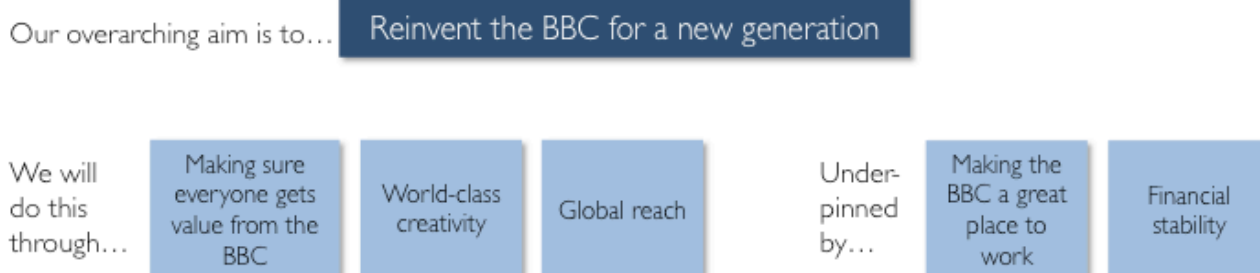 Our overarching aim is to…
Reinvent the BBC for a new generation
We will
do this
through…
Making sure
everyone gets
value from the
BBC
World-class
creativity
Global reach
Under-
pinned
by…
Making the
BBC a great
place to
work
Financial
stability